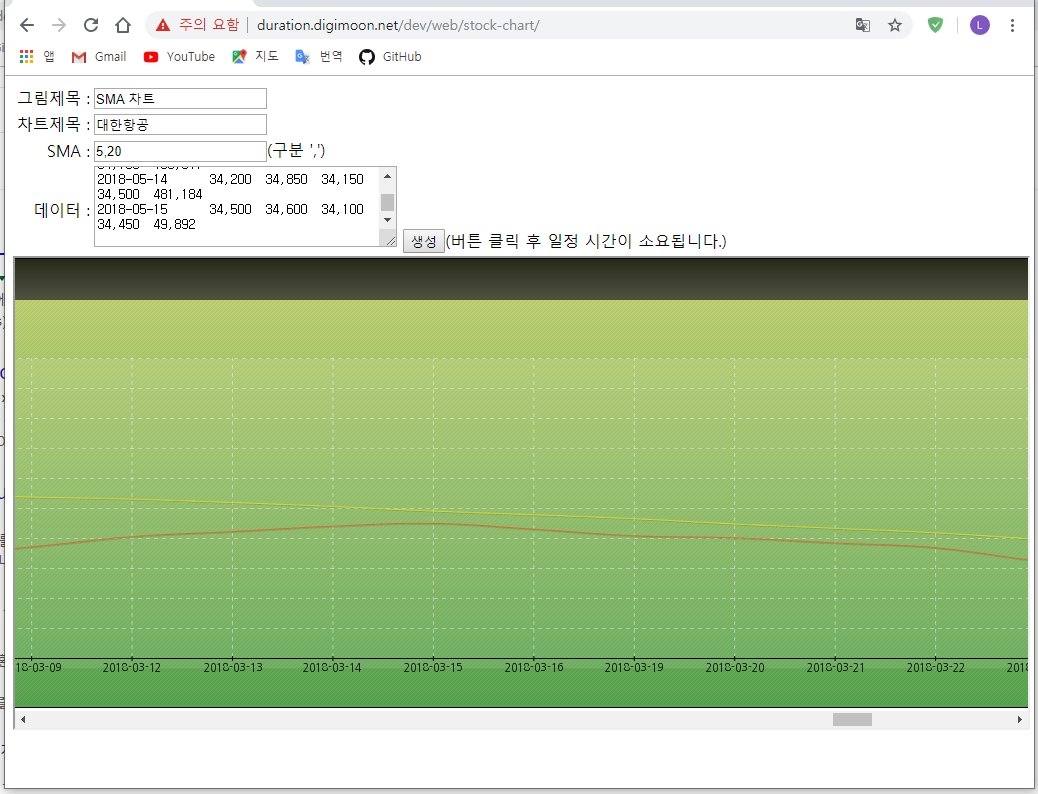 주의 요함 duration.digimoon.net/dev/web/stock-chart/ L
앱 Gmail YouTube 지도 번역 GitHub
그림제목 : SMA 차트
차트제목 : 대한항공
SMA : 5,20 (구분 ',')
데이터 :
2018-05-14 34,200 34,850 34,150
34,500 481,184
2018-05-15 34,500 34,600 34,100
34,450 49,892
생성 (버튼 클릭 후 일정 시간이 소요됩니다.)
18-03-09 2018-03-12 2018-03-13 2018-03-14 2018-03-15 2018-03-16 2018-03-19 2018-03-20 2018-03-21 2018-03-22 2018